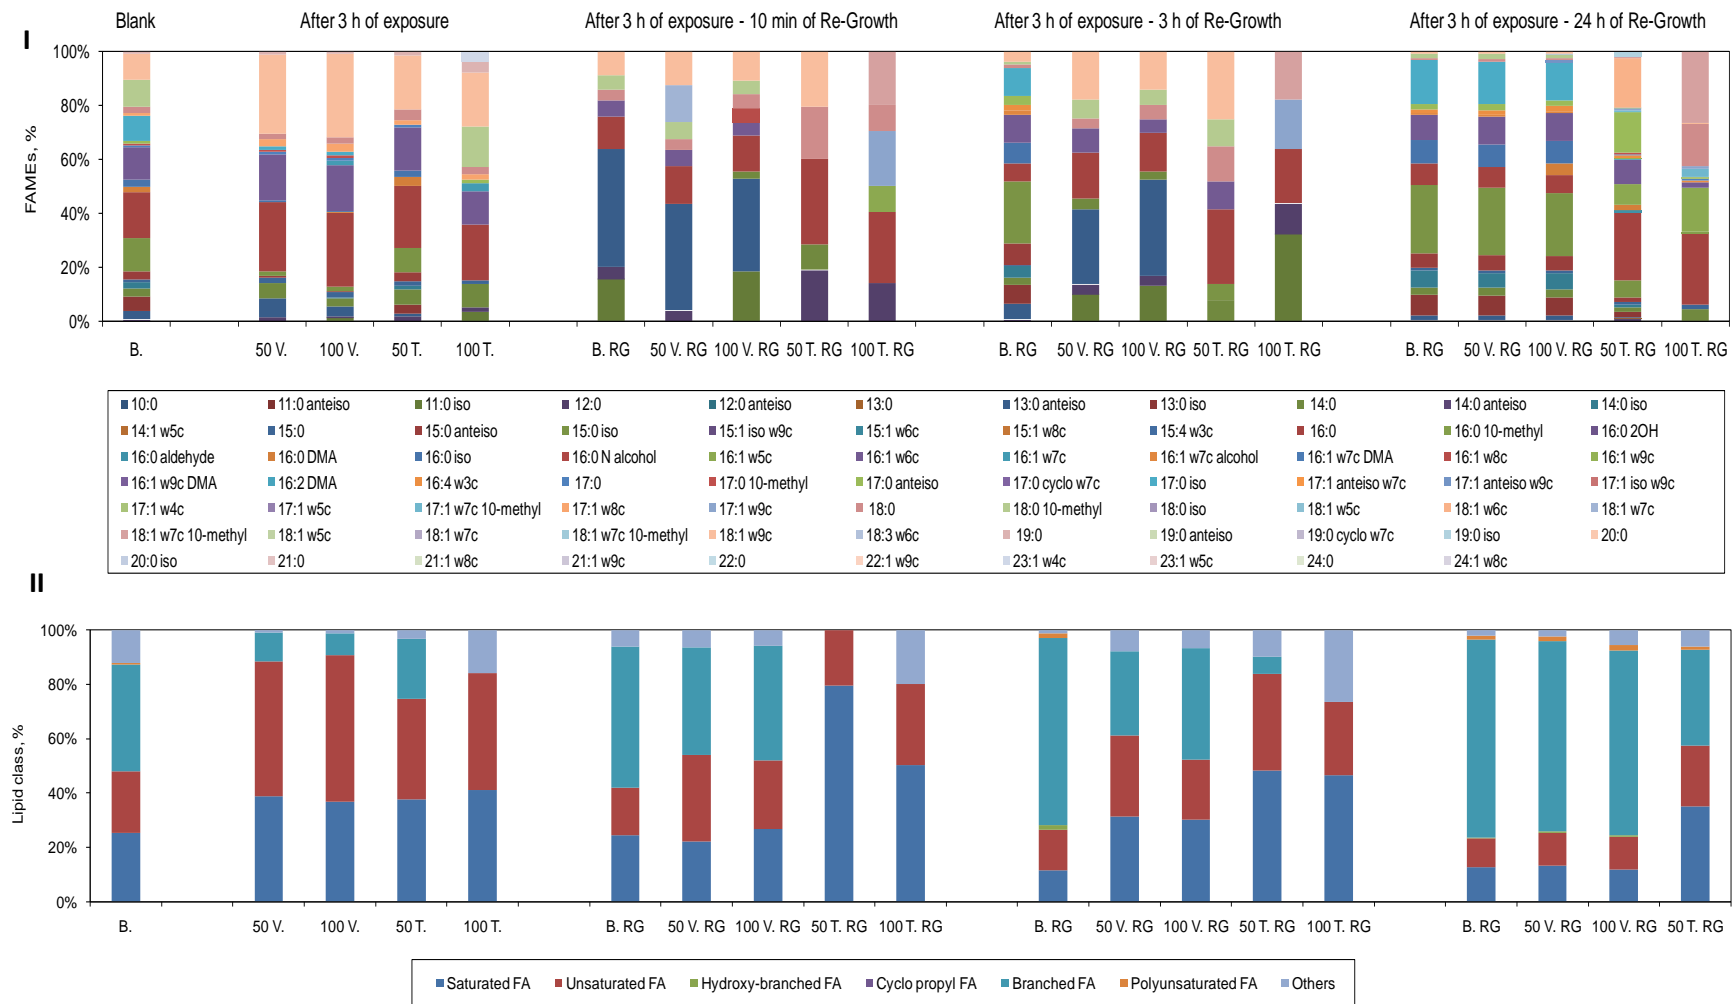 Blank After 3 h of exposure After 3 h of exposure - 10 min of Re-Growth After 3 h of exposure - 3 h of Re-Growth After 3 h of exposure - 24 h of Re-Growth
I
100%
80%
60%
40%
20%
0%
FAMEs, %
B. 50 V. 100 V. 50 T. 100 T. B. RG 50 V. RG 100 V. RG 50 T. RG 100 T. RG B. RG 50 V. RG 100 V. RG 50 T. RG 100 T. RG B. RG 50 V. RG 100 V. RG 50 T. RG 100 T. RG
10:0 11:0 anteiso 11:0 iso 12:0 12:0 anteiso 13:0 13:0 anteiso 13:0 iso 14:0 14:0 anteiso 14:0 iso
14:1 w5c 15:0 15:0 anteiso 15:0 iso 15:1 iso w9c 15:1 w6c 15:1 w8c 15:4 w3c 16:0 16:0 10-methyl 16:0 2OH
16:0 aldehyde 16:0 DMA 16:0 iso 16:0 N alcohol 16:1 w5c 16:1 w6c 16:1 w7c 16:1 w7c alcohol 16:1 w7c DMA 16:1 w8c 16:1 w9c
16:1 w9c DMA 16:2 DMA 16:4 w3c 17:0 17:0 10-methyl 17:0 anteiso 17:0 cyclo w7c 17:0 iso 17:1 anteiso w7c 17:1 anteiso w9c 17:1 iso w9c
17:1 w4c 17:1 w5c 17:1 w7c 10-methyl 17:1 w8c 17:1 w9c 18:0 18:0 10-methyl 18:0 iso 18:1 w5c 18:1 w6c 18:1 w7c
18:1 w7c 10-methyl 18:1 w5c 18:1 w7c 18:1 w7c 10-methyl 18:1 w9c 18:3 w6c 19:0 19:0 anteiso 19:0 cyclo w7c 19:0 iso 20:0
20:0 iso 21:0 21:1 w8c 21:1 w9c 22:0 22:1 w9c 23:1 w4c 23:1 w5c 24:0 24:1 w8c
II
100%
80%
60%
40%
20%
0%
Lipid class, %
B. 50 V. 100 V. 50 T. 100 T. B. RG 50 V. RG 100 V. RG 50 T. RG 100 T. RG B. RG 50 V. RG 100 V. RG 50 T. RG 100 T. RG B. RG 50 V. RG 100 V. RG 50 T. RG
Saturated FA Unsaturated FA Hydroxy-branched FA Cyclo propyl FA Branched FA Polyunsaturated FA Others